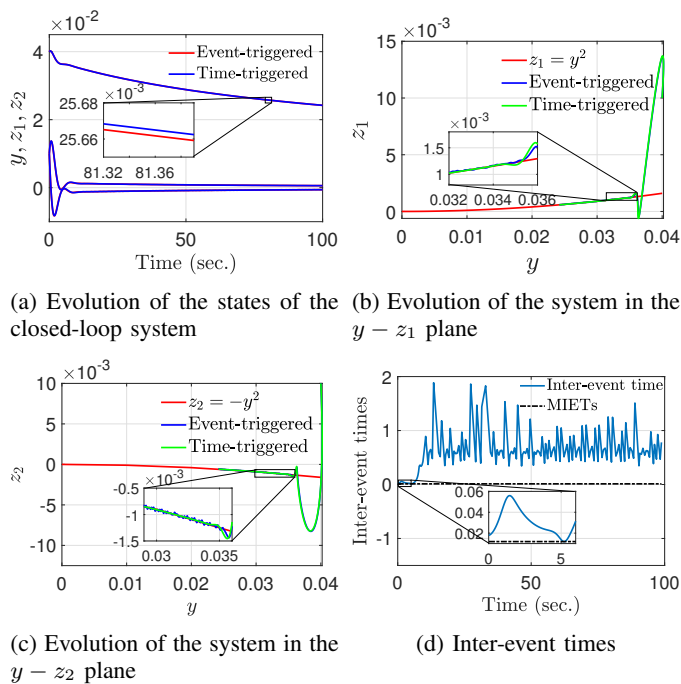 ×10⁻²
4
2
0
y, z₁, z₂
Event-triggered
Time-triggered
×10⁻³
25.68
25.66
81.32 81.36
0 50 100
Time (sec.)
(a) Evolution of the states of the
closed-loop system
×10⁻³
15
10
5
0
z₁
z₁ = y²
Event-triggered
Time-triggered
×10⁻³
1.5
1
0.032 0.034 0.036
0 0.01 0.02 0.03 0.04
y
(b) Evolution of the system in the
y − z₁ plane
×10⁻³
10
5
0
-5
-10
z₂
z₂ = −y²
Event-triggered
Time-triggered
×10⁻³
-0.5
-1
-1.5
0.03 0.035
0 0.01 0.02 0.03 0.04
y
(c) Evolution of the system in the
y − z₂ plane
2
1
0
-1
Inter-event times
Inter-event time
MIETs
0.06
0.04
0.02
0 5
0 50 100
Time (sec.)
(d) Inter-event times